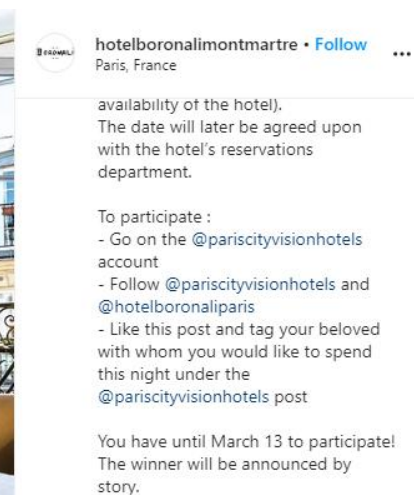 BORONALI
hotelboronalimontmartre • Follow
Paris, France
...
availability of the hotel).
The date will later be agreed upon
with the hotel's reservations
department.
To participate :
- Go on the @pariscityvisionhotels
account
- Follow @pariscityvisionhotels and
@hotelboronaliparis
- Like this post and tag your beloved
with whom you would like to spend
this night under the
@pariscityvisionhotels post
You have until March 13 to participate!
The winner will be announced by
story.